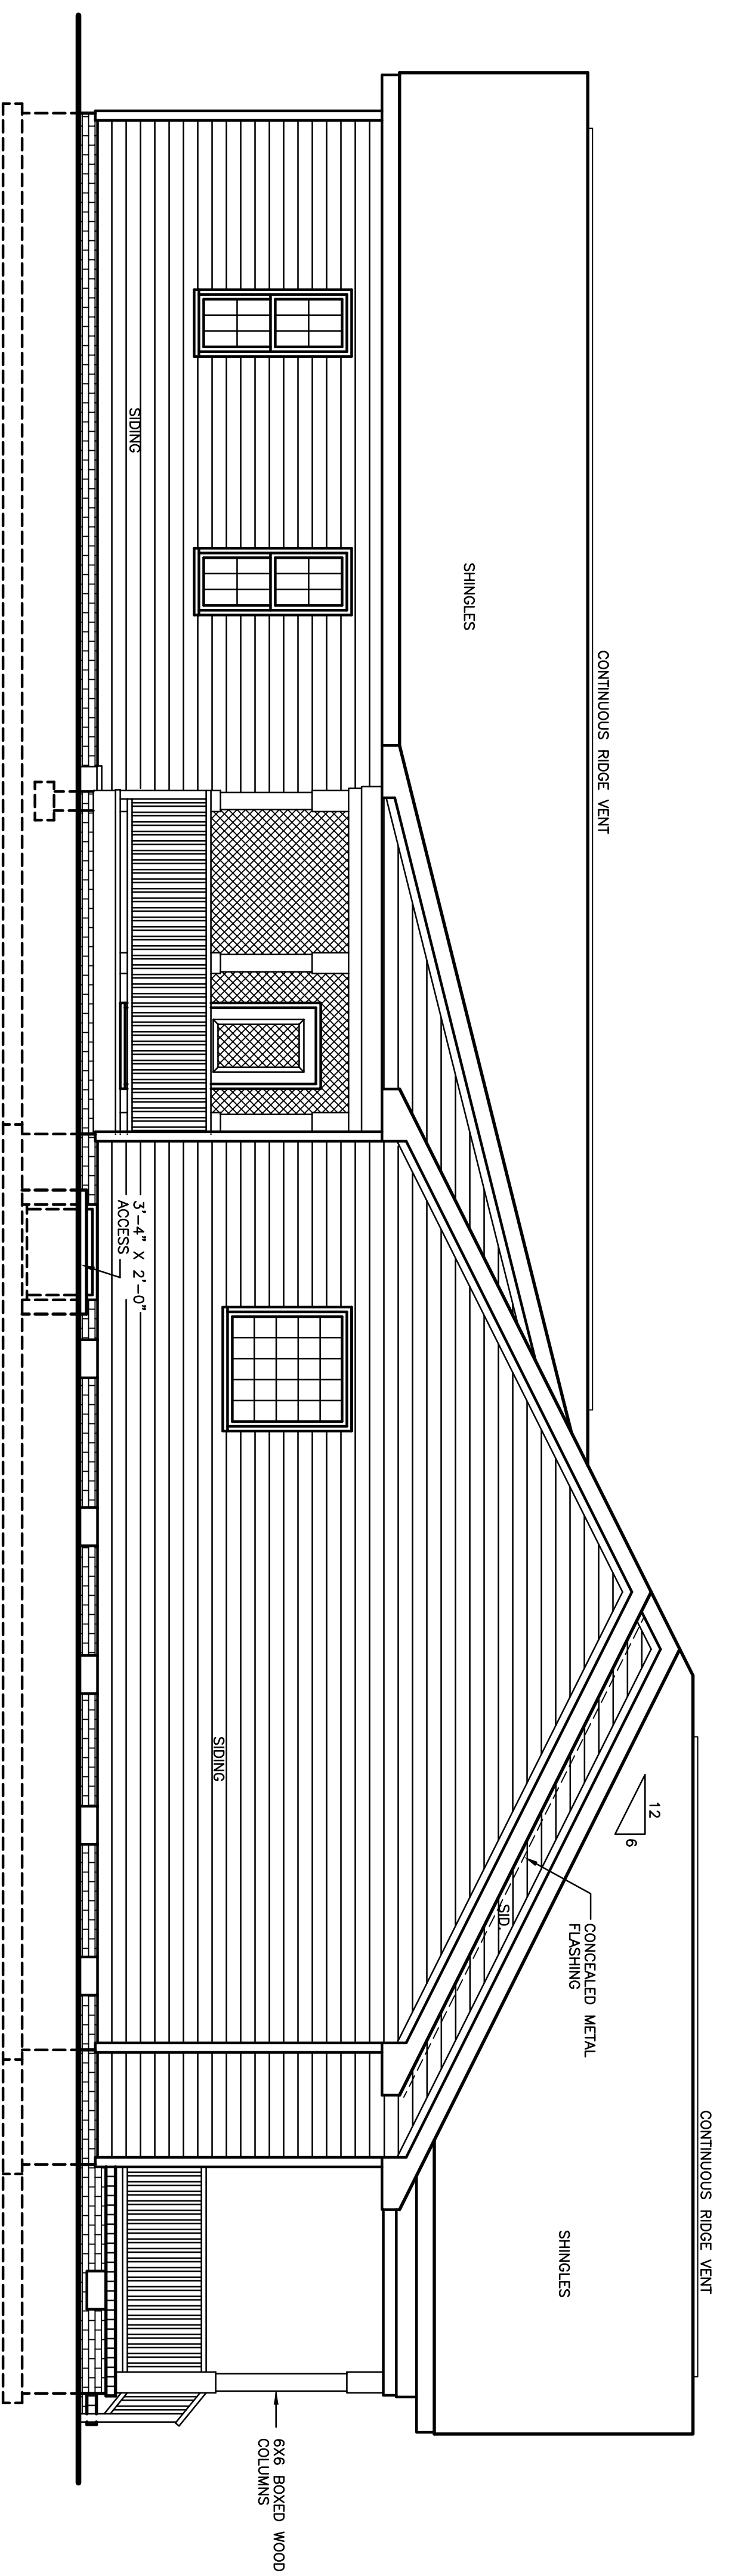 CONTINUOUS RIDGE VENT
SHINGLES
SIDING
3'-4" X 2'-0"
ACCESS
SIDING
12
6
SID.
CONCEALED METAL
FLASHING
CONTINUOUS RIDGE VENT
SHINGLES
6X6 BOXED WOOD
COLUMNS